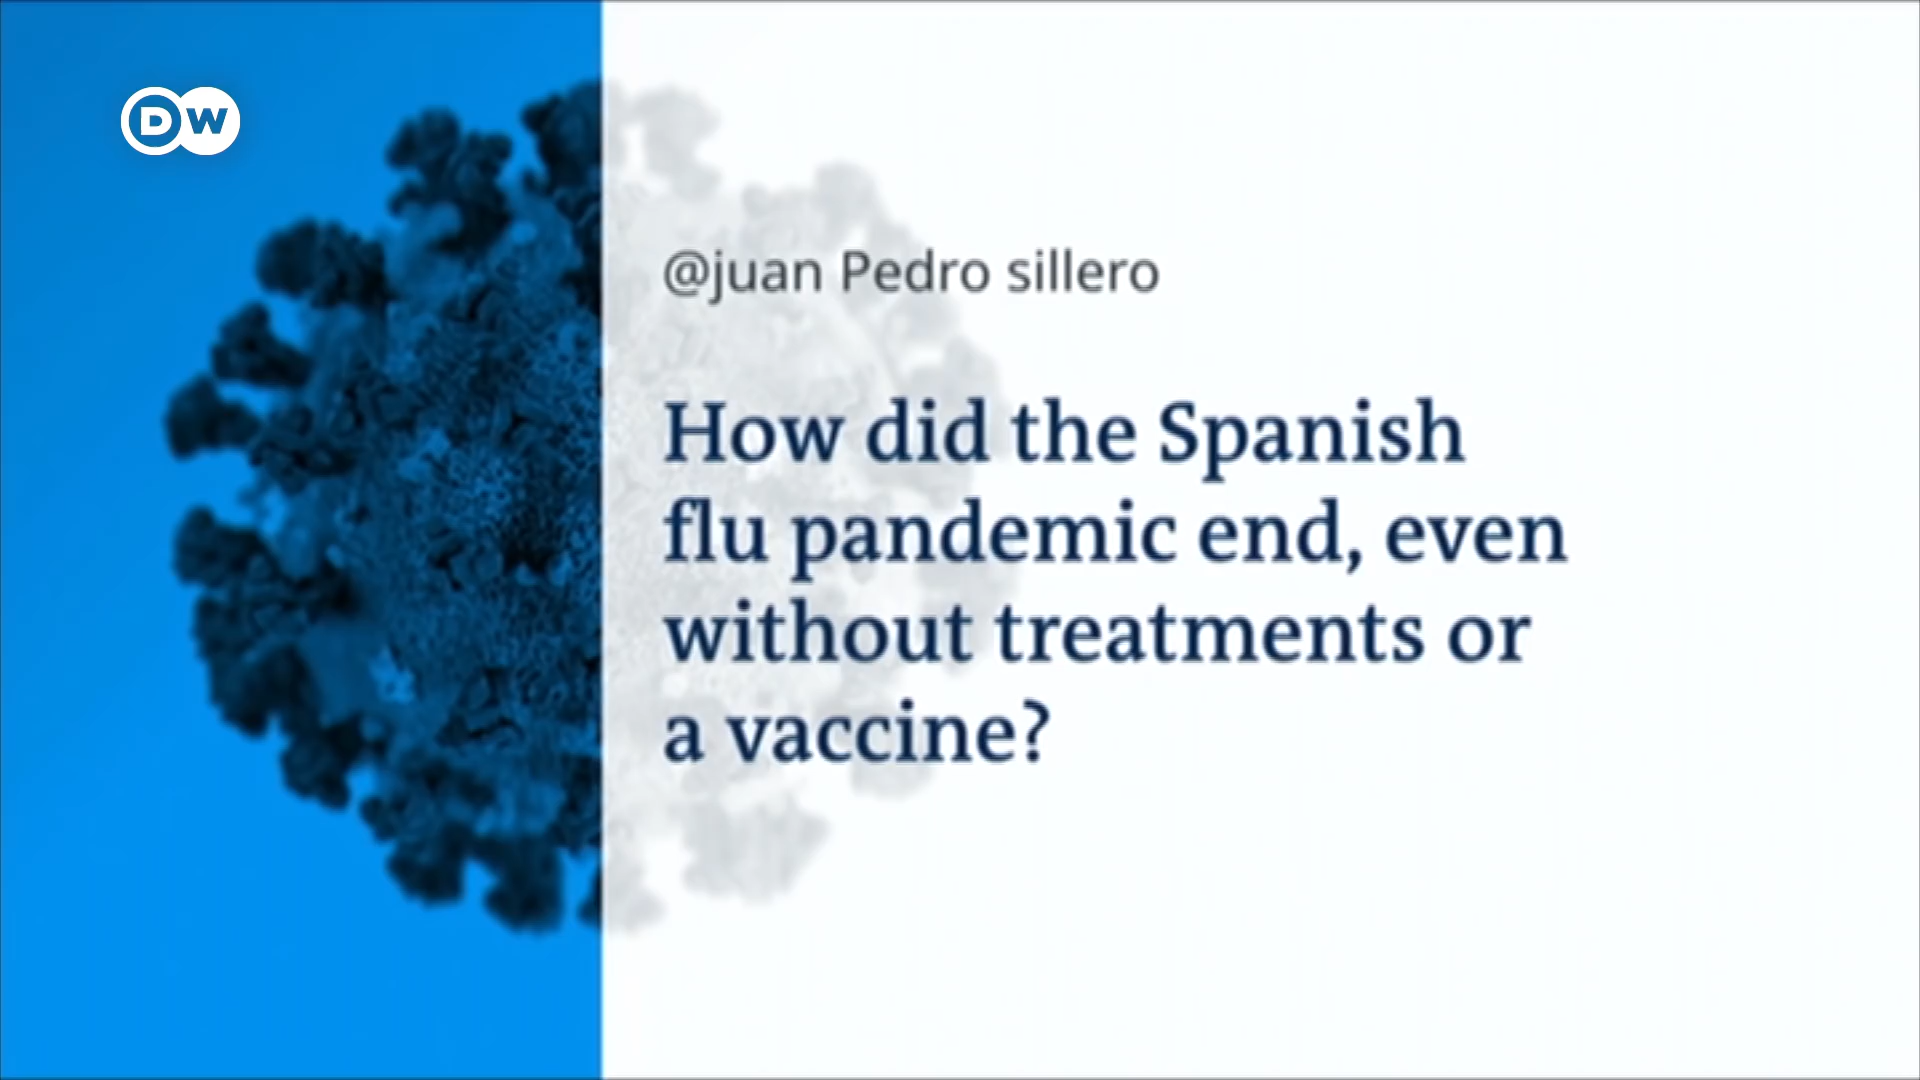 DW
@juan Pedro sillero
How did the Spanish
flu pandemic end, even
without treatments or
a vaccine?